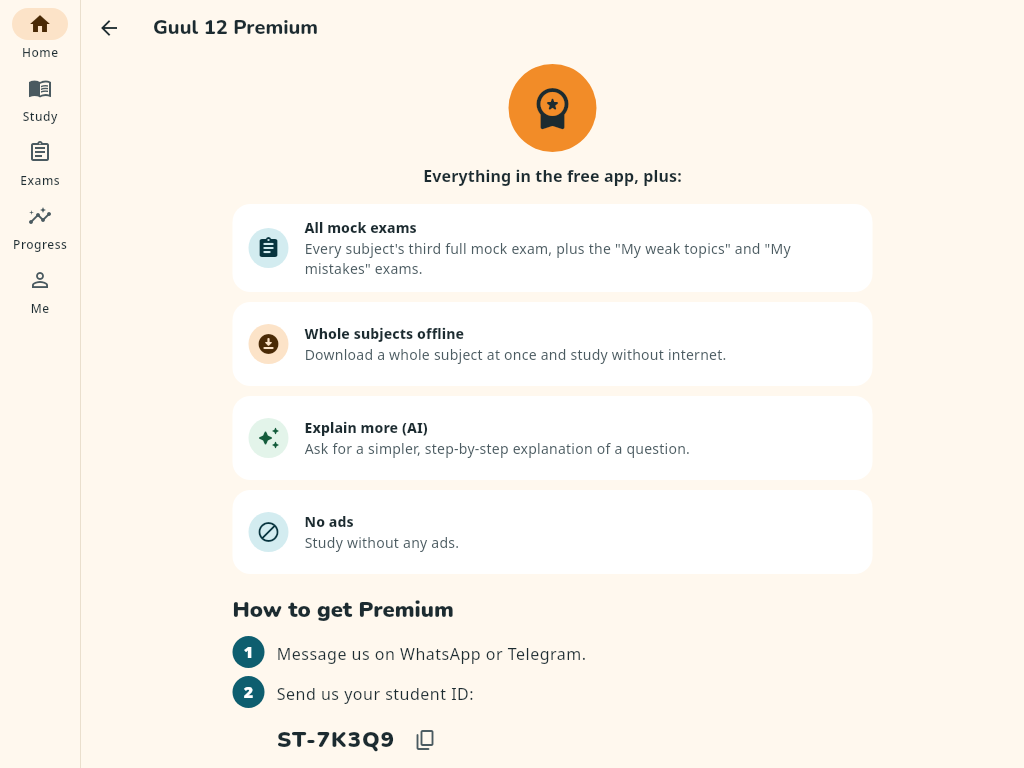 Guul 12 Premium
Home
Study
Exams
Progress
Me
Everything in the free app, plus:
All mock exams
Every subject's third full mock exam, plus the "My weak topics" and "My
mistakes" exams.
Whole subjects offline
Download a whole subject at once and study without internet.
Explain more (AI)
Ask for a simpler, step-by-step explanation of a question.
No ads
Study without any ads.
How to get Premium
1 Message us on WhatsApp or Telegram.
2 Send us your student ID:
ST-7K3Q9